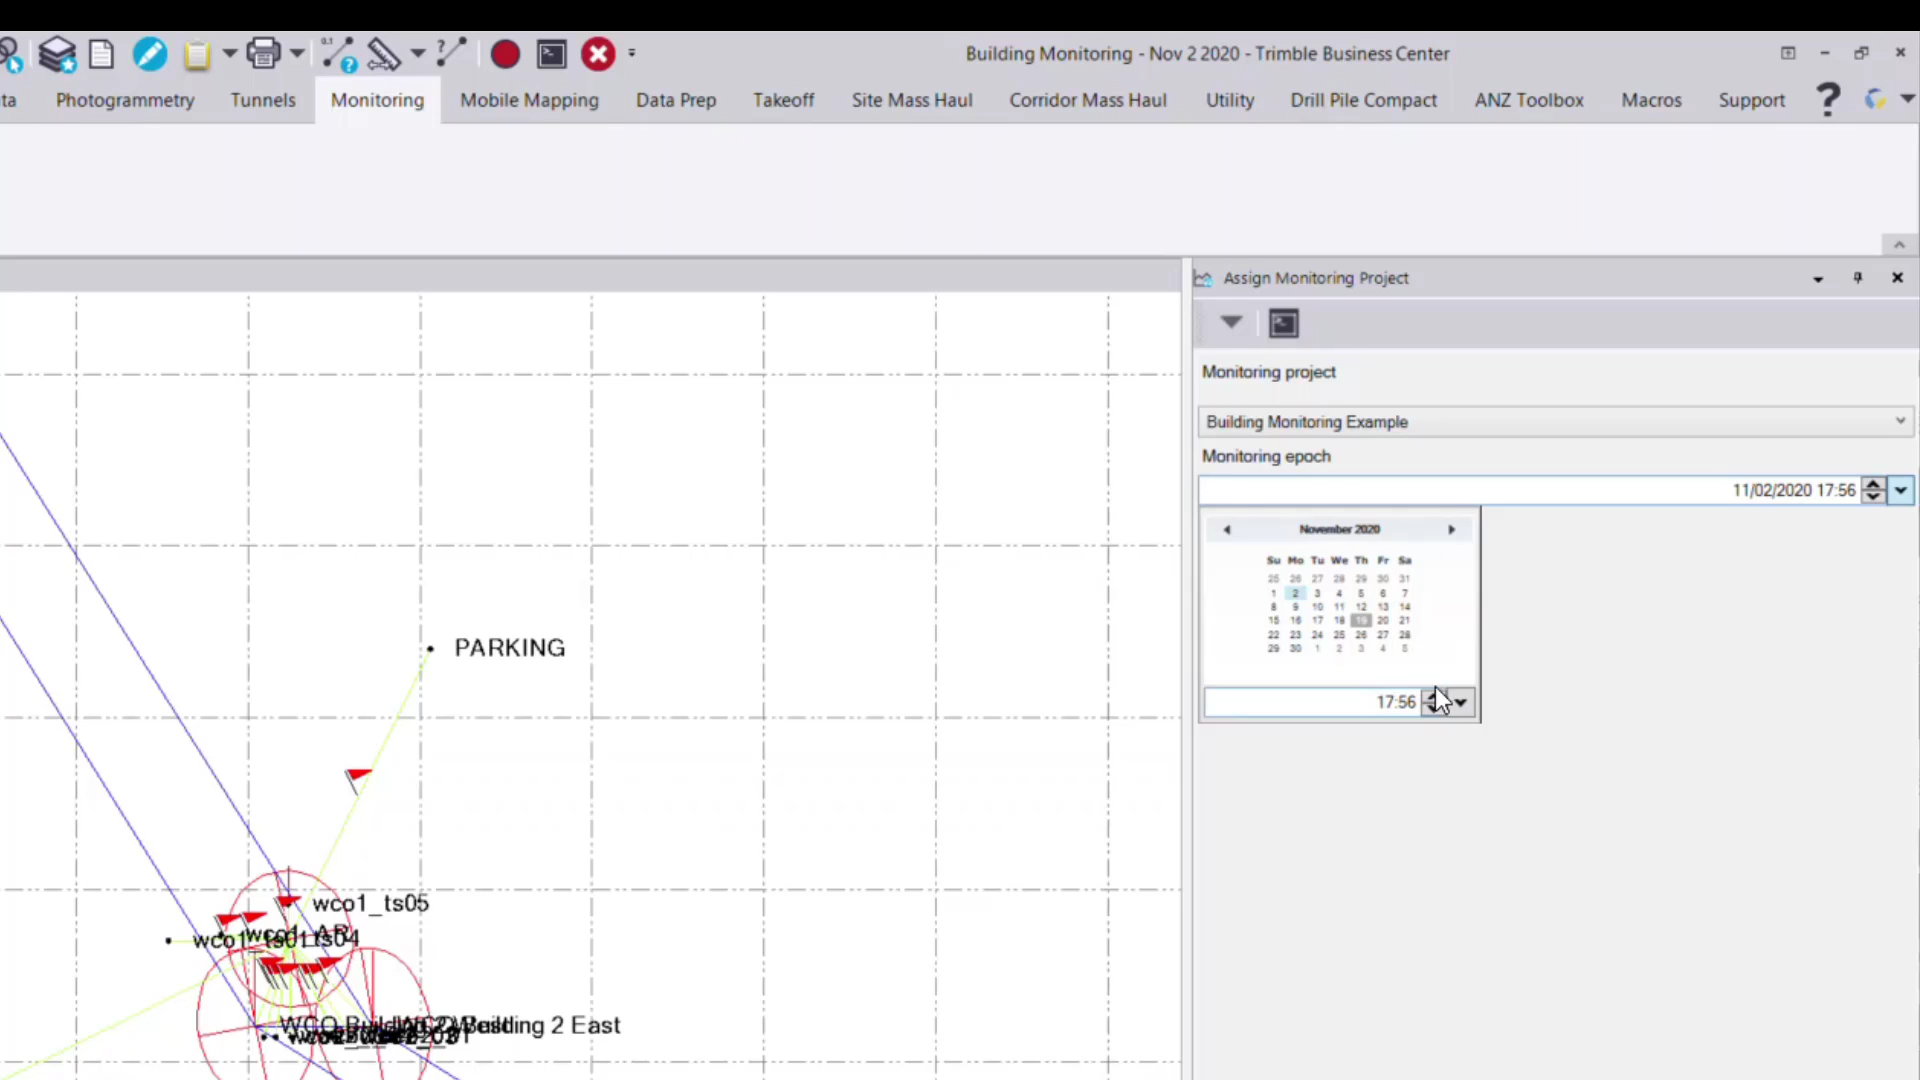 Building Monitoring - Nov 2 2020 - Trimble Business Center
ta Photogrammetry Tunnels Monitoring Mobile Mapping Data Prep Takeoff Site Mass Haul Corridor Mass Haul Utility Drill Pile Compact ANZ Toolbox Macros Support
Assign Monitoring Project
Monitoring project
Building Monitoring Example
Monitoring epoch
11/02/2020 17:56
November 2020
Su Mo Tu We Th Fr Sa
25 26 27 28 29 30 31
1 2 3 4 5 6 7
8 9 10 11 12 13 14
15 16 17 18 19 20 21
22 23 24 25 26 27 28
29 30 1 2 3 4 5
17:56
PARKING
wco1_ts05
wco1_ts01
ts04
WCO Building 2
Building 2 East